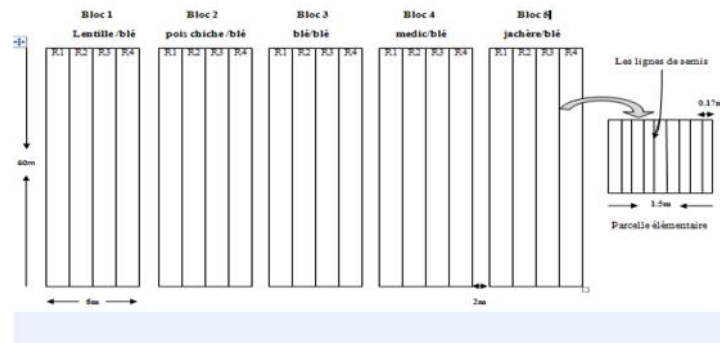 Bloc 1 Bloc 2 Bloc 3 Bloc 4 Bloc 5
Lentille /blé pois chiche /blé blé/blé medic/blé jachère/blé
R1 R2 R3 R4 R1 R2 R3 R4 R1 R2 R3 R4 R1 R2 R3 R4 R1 R2 R3 R4
Les lignes de semis
0.17m
60m
1.5m
Parcelle élémentaire
6m
2m